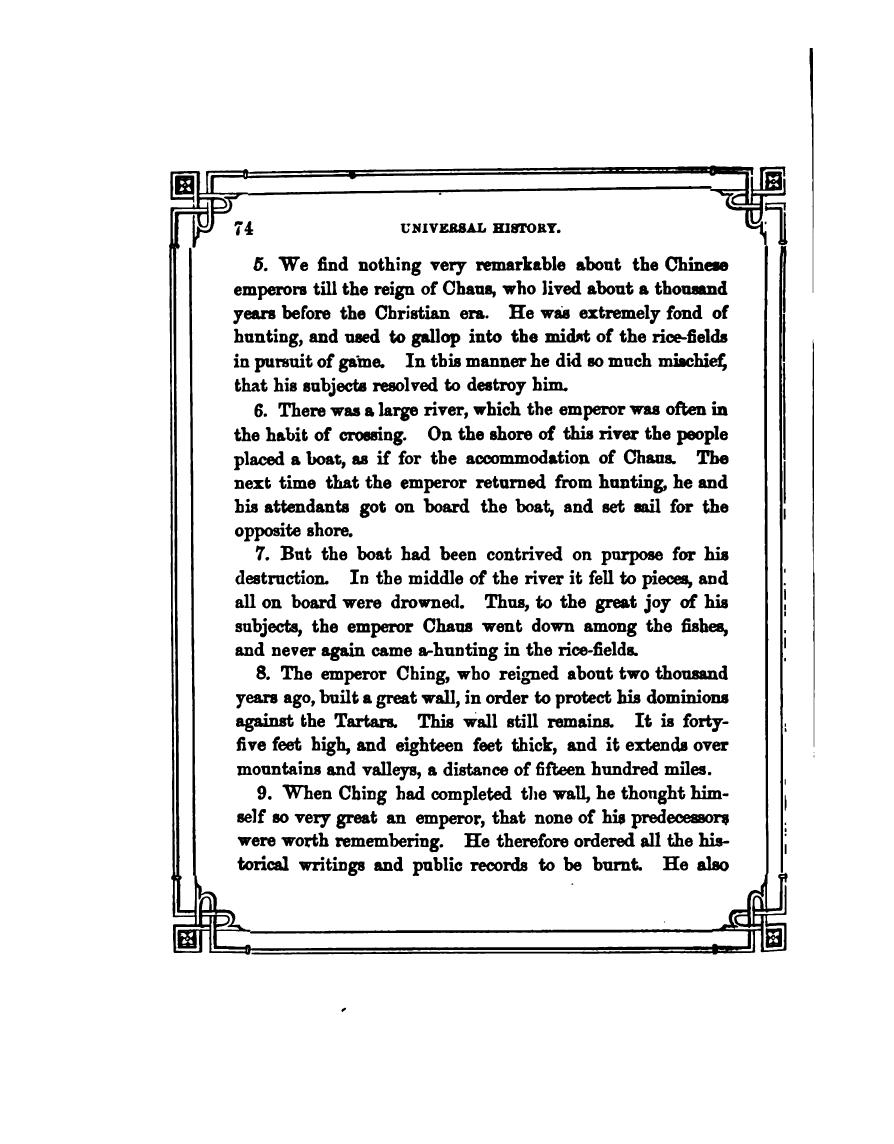 74 UNIVERSAL HISTORY.
5. We find nothing very remarkable about the Chinese
emperors till the reign of Chaus, who lived about a thousand
years before the Christian era. He was extremely fond of
hunting, and used to gallop into the midst of the rice-fields
in pursuit of game. In this manner he did so much mischief,
that his subjects resolved to destroy him.
6. There was a large river, which the emperor was often in
the habit of crossing. On the shore of this river the people
placed a boat, as if for the accommodation of Chaus. The
next time that the emperor returned from hunting, he and
his attendants got on board the boat, and set sail for the
opposite shore.
7. But the boat had been contrived on purpose for his
destruction. In the middle of the river it fell to pieces, and
all on board were drowned. Thus, to the great joy of his
subjects, the emperor Chaus went down among the fishes,
and never again came a-hunting in the rice-fields.
8. The emperor Ching, who reigned about two thousand
years ago, built a great wall, in order to protect his dominions
against the Tartars. This wall still remains. It is forty-
five feet high, and eighteen feet thick, and it extends over
mountains and valleys, a distance of fifteen hundred miles.
9. When Ching had completed the wall, he thought him-
self so very great an emperor, that none of his predecessors
were worth remembering. He therefore ordered all the his-
torical writings and public records to be burnt. He also